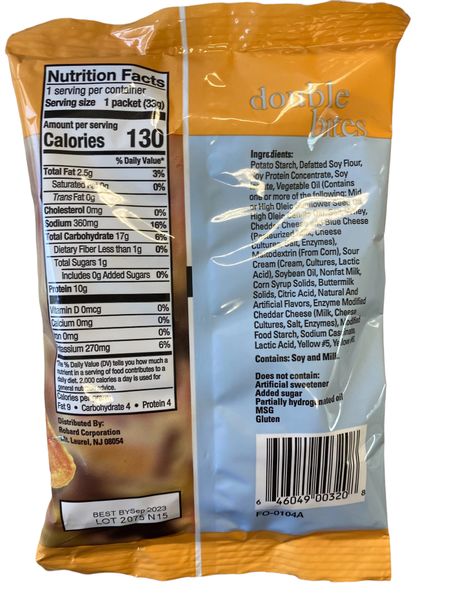 Nutrition Facts
1 serving per container
Serving size 1 packet (33g)
Amount per serving
Calories 130
% Daily Value*
Total Fat 2.5g 3%
Saturated 0%
Trans Fat 0g
Cholesterol 0mg 0%
Sodium 360mg 16%
Total Carbohydrate 17g 6%
Dietary Fiber Less than 1g 0%
Total Sugars 1g
Includes 0g Added Sugars 0%
Protein 10g
Vitamin D 0mcg 0%
Calcium 0mg 0%
Iron 0mg 0%
Potassium 270mg 6%
*The % Daily Value (DV) tells you how much a
nutrient in a serving of food contributes to a
daily diet. 2,000 calories a day is used for
general nutrition advice.
Calories per gram
Fat 9 • Carbohydrate 4 • Protein 4
Distributed By:
Robard Corporation
Mt. Laurel, NJ 08054
BEST BY Sep 2023
LOT 2075 N15
double
bites
Ingredients:
Potato Starch, Defatted Soy Flour,
Soy Protein Concentrate, Soy
Vegetable Oil (Contains
one or more of the following: Mid
or High Oleic Sunflower Seed Oil,
High Oleic
Cheddar Blue Cheese
(Pasteurized Cheese
Cultures, Salt, Enzymes),
Maltodextrin (From Corn), Sour
Cream (Cream, Cultures, Lactic
Acid), Soybean Oil, Nonfat Milk,
Corn Syrup Solids, Buttermilk
Solids, Citric Acid, Natural And
Artificial Flavors, Enzyme Modified
Cheddar Cheese (Milk, Cheese
Cultures, Salt, Enzymes), Modified
Food Starch, Sodium Caseinate,
Lactic Acid, Yellow #5, Yellow #6.
Contains: Soy and Milk.
Does not contain:
Artificial sweetener
Added sugar
Partially hydrogenated oil
MSG
Gluten
6 46049 00320 8
FO-0104A